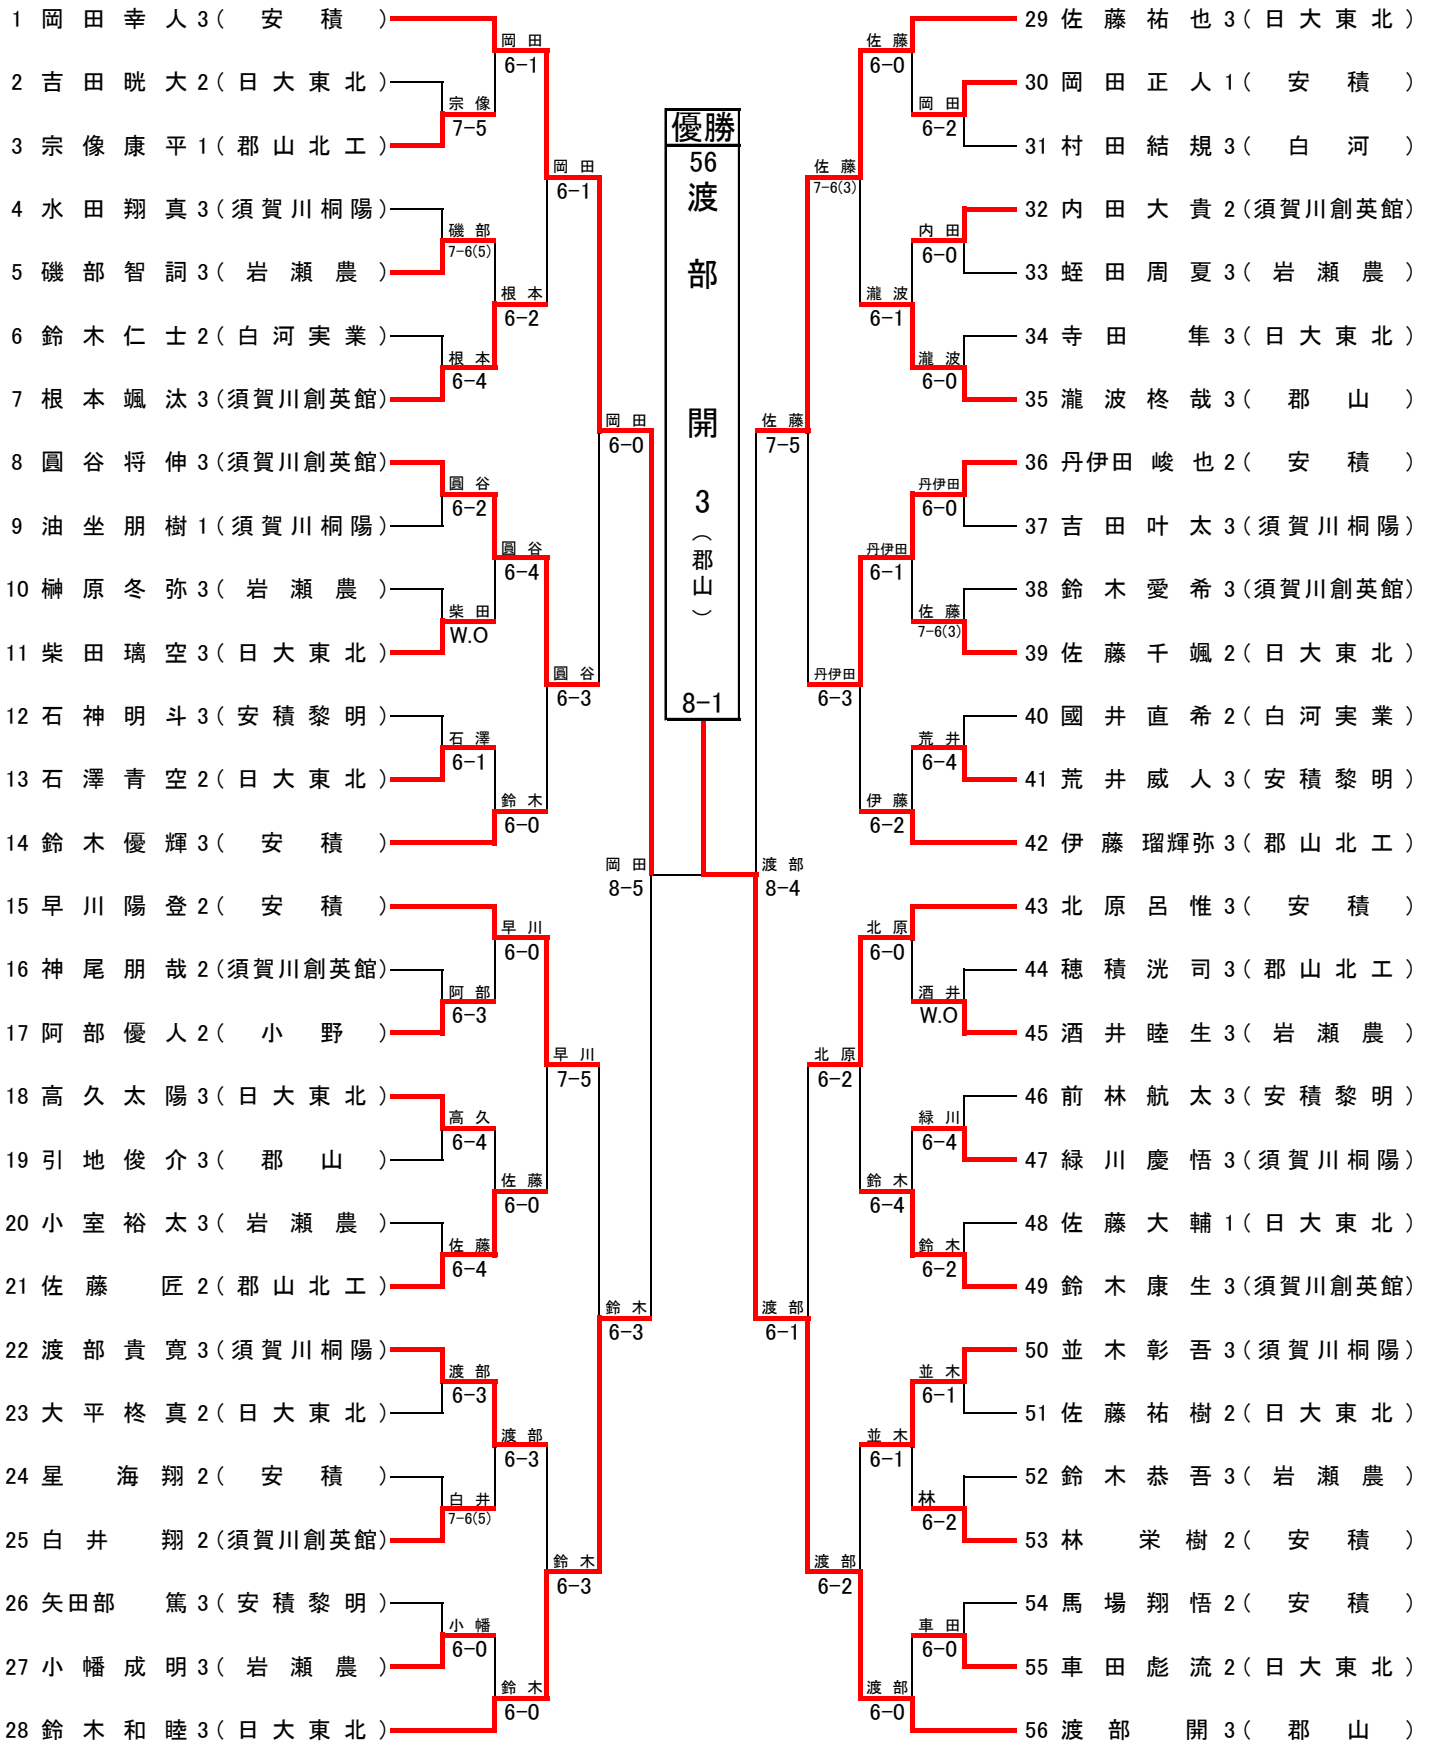 1 岡田幸人 3 (安積)
2 吉田晄大 2 (日大東北)
3 宗像康平 1 (郡山北工)
4 水田翔真 3 (須賀川桐陽)
5 磯部智詞 3 (岩瀬農)
6 鈴木仁士 2 (白河実業)
7 根本颯汰 3 (須賀川創英館)
8 圓谷将伸 3 (須賀川創英館)
9 油坐朋樹 1 (須賀川桐陽)
10 榊原冬弥 3 (岩瀬農)
11 柴田璃空 3 (日大東北)
12 石神明斗 3 (安積黎明)
13 石澤青空 2 (日大東北)
14 鈴木優輝 3 (安積)
15 早川陽登 2 (安積)
16 神尾朋哉 2 (須賀川創英館)
17 阿部優人 2 (小野)
18 高久太陽 3 (日大東北)
19 引地俊介 3 (郡山)
20 小室裕太 3 (岩瀬農)
21 佐藤匠 2 (郡山北工)
22 渡部貴寛 3 (須賀川桐陽)
23 大平柊真 2 (日大東北)
24 星海翔 2 (安積)
25 白井翔 2 (須賀川創英館)
26 矢田部篤 3 (安積黎明)
27 小幡成明 3 (岩瀬農)
28 鈴木和睦 3 (日大東北)
岡田
6-1
宗像
7-5
磯部
7-6(5)
根本
6-2
根本
6-4
圓谷
6-2
圓谷
6-4
柴田
W.O
石澤
6-1
鈴木
6-0
早川
6-0
阿部
6-3
高久
6-4
佐藤
6-0
佐藤
6-4
渡部
6-3
渡部
6-3
白井
7-6(5)
小幡
6-0
鈴木
6-0
岡田
6-1
圓谷
6-3
早川
7-5
鈴木
6-3
岡田
6-0
鈴木
6-3
岡田
8-5
優勝
56
渡部開
3
(郡山)
8-1
渡部
8-4
佐藤
7-5
渡部
6-1
佐藤
7-6(3)
丹伊田
6-3
北原
6-2
渡部
6-2
佐藤
6-0
岡田
6-2
内田
6-0
瀧波
6-1
瀧波
6-0
丹伊田
6-0
丹伊田
6-1
佐藤
7-6(3)
荒井
6-4
伊藤
6-2
北原
6-0
酒井
W.O
緑川
6-4
鈴木
6-4
鈴木
6-2
並木
6-1
並木
6-1
林
6-2
車田
6-0
渡部
6-0
29 佐藤祐也 3 (日大東北)
30 岡田正人 1 (安積)
31 村田結規 3 (白河)
32 内田大貴 2 (須賀川創英館)
33 蛭田周夏 3 (岩瀬農)
34 寺田隼 3 (日大東北)
35 瀧波柊哉 3 (郡山)
36 丹伊田峻也 2 (安積)
37 吉田叶太 3 (須賀川桐陽)
38 鈴木愛希 3 (須賀川創英館)
39 佐藤千颯 2 (日大東北)
40 國井直希 2 (白河実業)
41 荒井威人 3 (安積黎明)
42 伊藤瑠輝弥 3 (郡山北工)
43 北原呂惟 3 (安積)
44 穂積洸司 3 (郡山北工)
45 酒井睦生 3 (岩瀬農)
46 前林航太 3 (安積黎明)
47 緑川慶悟 3 (須賀川桐陽)
48 佐藤大輔 1 (日大東北)
49 鈴木康生 3 (須賀川創英館)
50 並木彰吾 3 (須賀川桐陽)
51 佐藤祐樹 2 (日大東北)
52 鈴木恭吾 3 (岩瀬農)
53 林栄樹 2 (安積)
54 馬場翔悟 2 (安積)
55 車田彪流 2 (日大東北)
56 渡部開 3 (郡山)